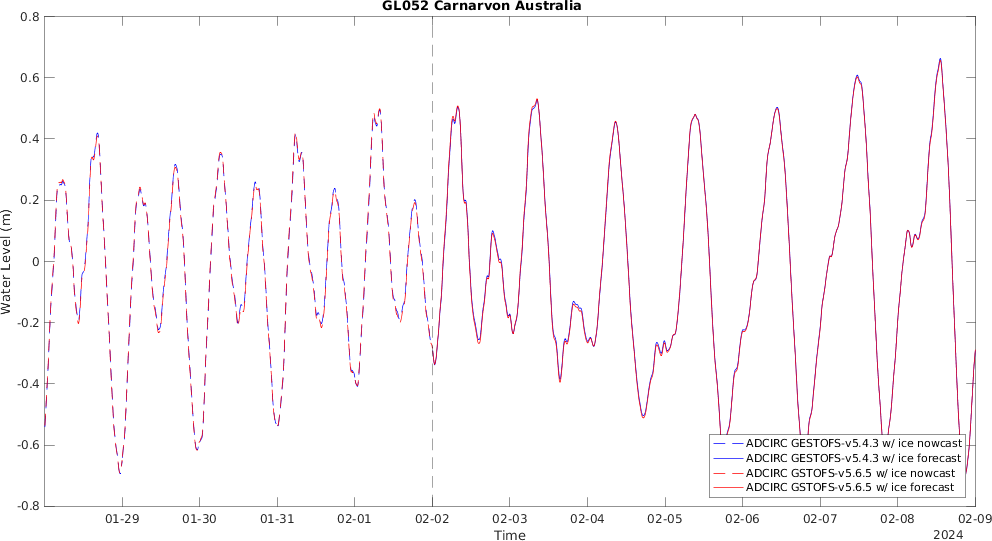 GL052 Carnarvon Australia
Water Level (m)
0.8
0.6
0.4
0.2
0
-0.2
-0.4
-0.6
-0.8
ADCIRC GESTOFS-v5.4.3 w/ ice nowcast
ADCIRC GESTOFS-v5.4.3 w/ ice forecast
ADCIRC GSTOFS-v5.6.5 w/ ice nowcast
ADCIRC GSTOFS-v5.6.5 w/ ice forecast
01-29 01-30 01-31 02-01 02-02 02-03 02-04 02-05 02-06 02-07 02-08 02-09
Time
2024